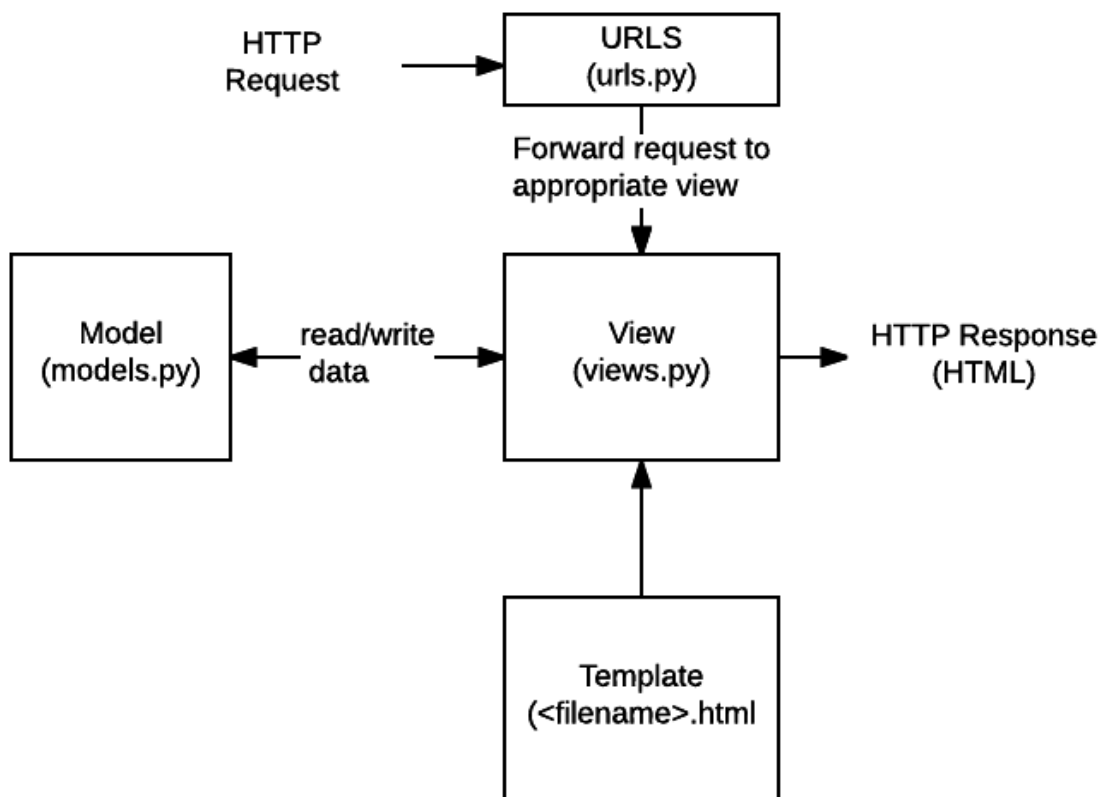 HTTP
Request
URLS
(urls.py)
Forward request to
appropriate view
Model
(models.py)
read/write
data
View
(views.py)
HTTP Response
(HTML)
Template
(<filename>.html